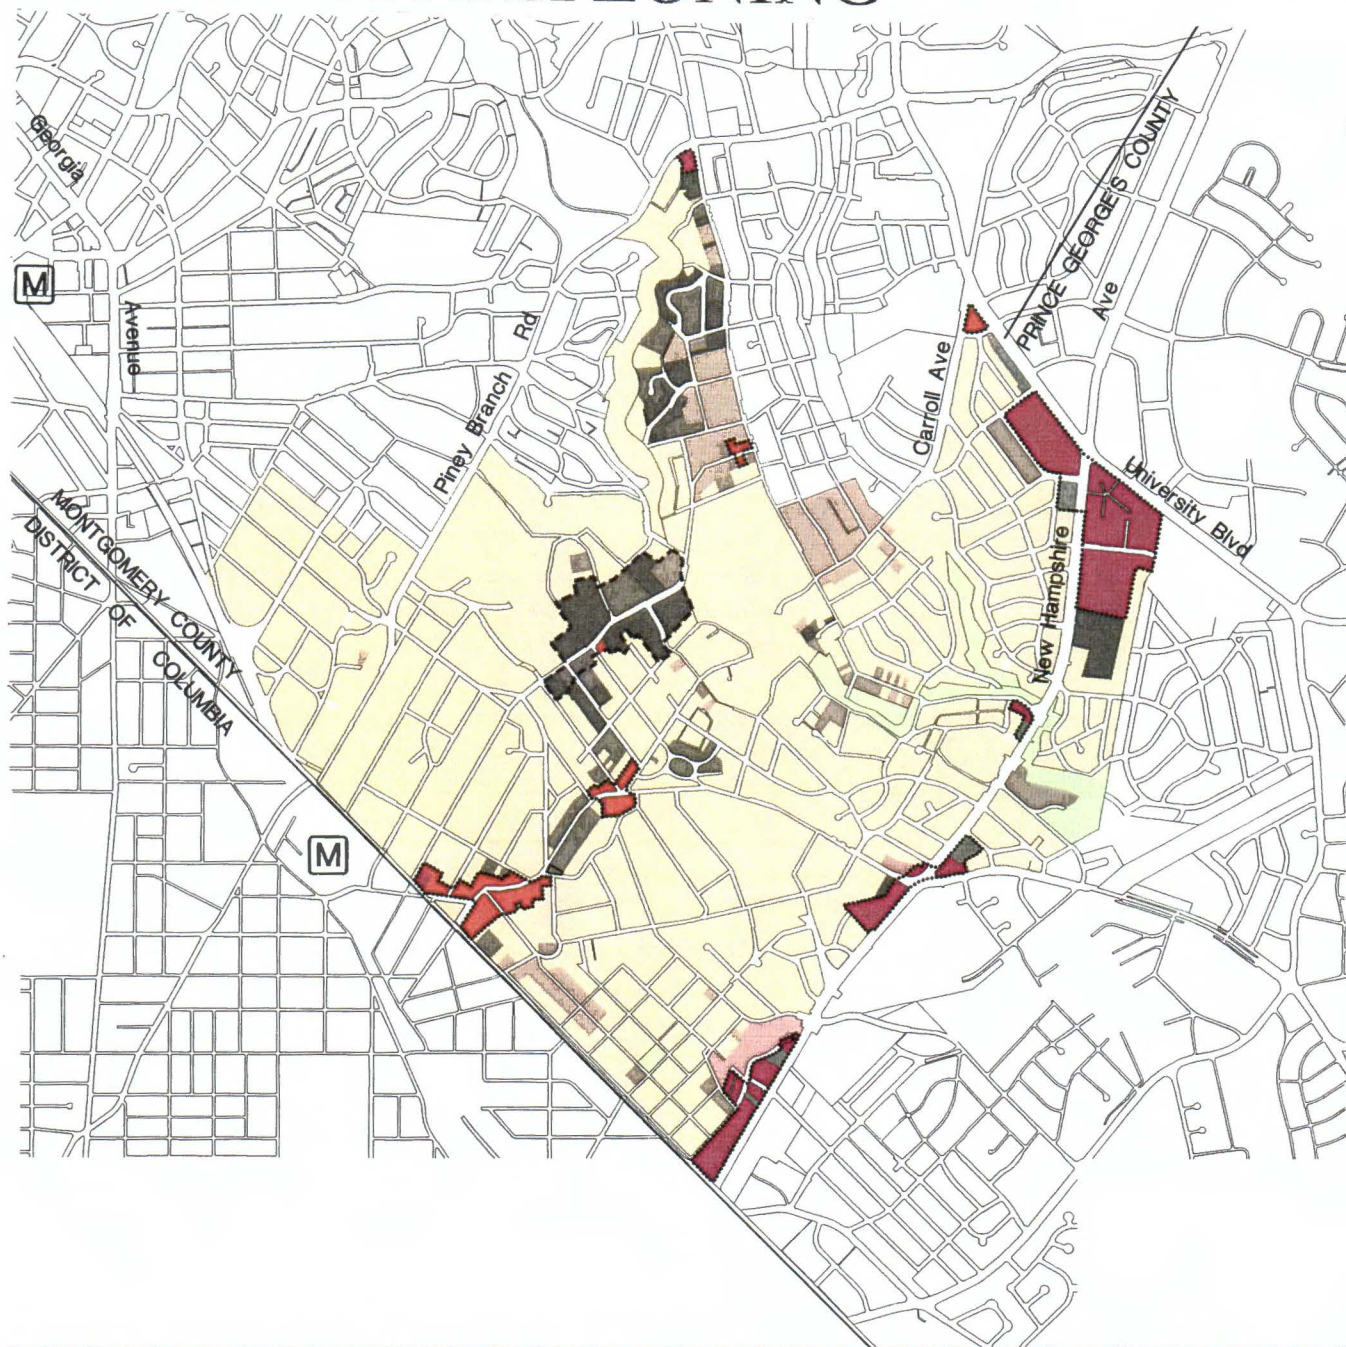 ZONING
Georgia
Avenue
M
Piney Branch
Rd
Carroll Ave
PRINCE GEORGE'S COUNTY
Ave
University Blvd
New Hampshire
MONTGOMERY COUNTY
DISTRICT OF
COLUMBIA
M